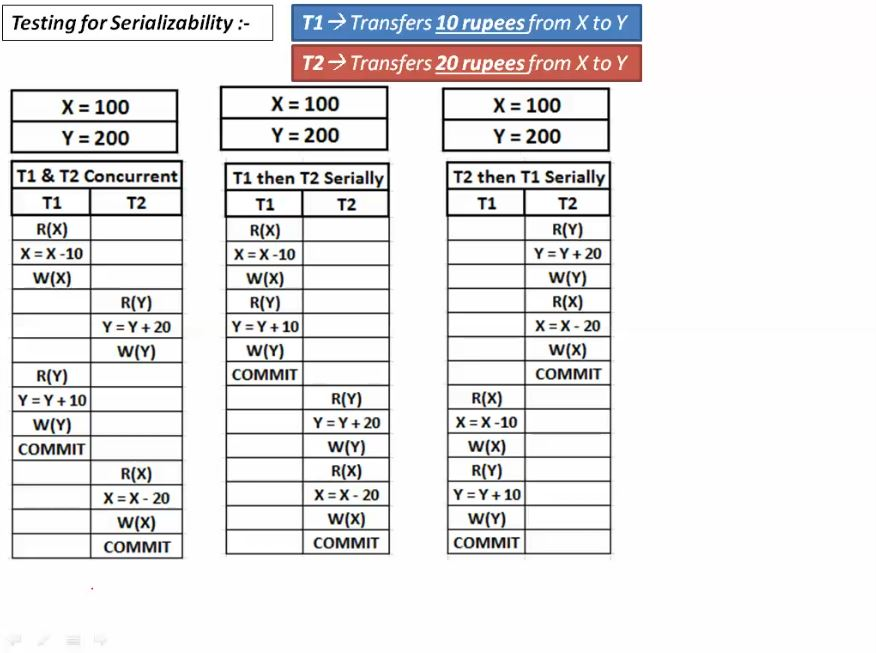 Testing for Serializability :-
T1 → Transfers 10 rupees from X to Y
T2 → Transfers 20 rupees from X to Y
X = 100
Y = 200
T1 & T2 Concurrent
T1 T2
R(X)
X = X -10
W(X)
R(Y)
Y = Y + 20
W(Y)
R(Y)
Y = Y + 10
W(Y)
COMMIT
R(X)
X = X - 20
W(X)
COMMIT
X = 100
Y = 200
T1 then T2 Serially
T1 T2
R(X)
X = X -10
W(X)
R(Y)
Y = Y + 10
W(Y)
COMMIT
R(Y)
Y = Y + 20
W(Y)
R(X)
X = X - 20
W(X)
COMMIT
X = 100
Y = 200
T2 then T1 Serially
T1 T2
R(Y)
Y = Y + 20
W(Y)
R(X)
X = X - 20
W(X)
COMMIT
R(X)
X = X -10
W(X)
R(Y)
Y = Y + 10
W(Y)
COMMIT